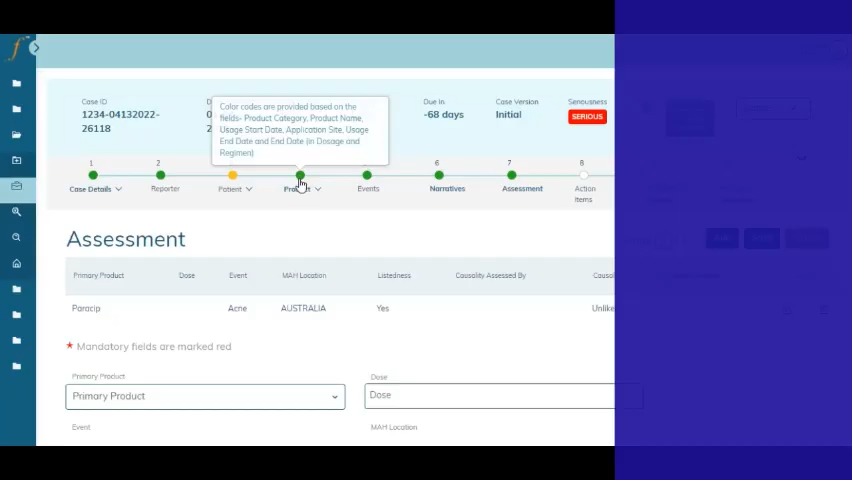 Case ID
1234-04132022-
26118
Color codes are provided based on the
fields- Product Category, Product Name,
Usage Start Date, Application Site, Usage
End Date and End Date (in Dosage and
Regimen)
Due In
-68 days
Case Version
Initial
Seriousness
SERIOUS
1
2
6
7
8
Case Details
Reporter
Patient
Events
Narratives
Assessment
Action
Items
Assessment
Primary Product
Dose
Event
MAH Location
Listedness
Causality Assessed By
Paracip
Acne
AUSTRALIA
Yes
* Mandatory fields are marked red
Primary Product
Dose
Primary Product
Dose
Event
MAH Location